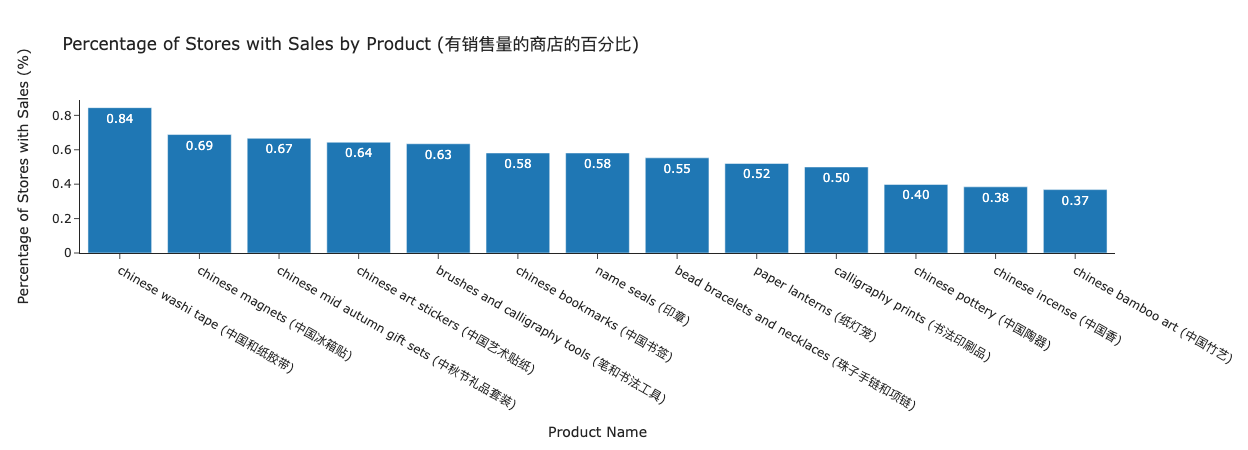 Percentage of Stores with Sales by Product (有销售量的商店的百分比)
Percentage of Stores with Sales (%)
0.8
0.6
0.4
0.2
0
0.84
0.69
0.67
0.64
0.63
0.58
0.58
0.55
0.52
0.50
0.40
0.38
0.37
chinese washi tape (中国和纸胶带)
chinese magnets (中国冰箱贴)
chinese mid autumn gift sets (中秋节礼品套装)
chinese art stickers (中国艺术贴纸)
brushes and calligraphy tools (笔和书法工具)
chinese bookmarks (中国书签)
name seals (印章)
bead bracelets and necklaces (珠子手链和项链)
paper lanterns (纸灯笼)
calligraphy prints (书法印刷品)
chinese pottery (中国陶器)
chinese incense (中国香)
chinese bamboo art (中国竹艺)
Product Name